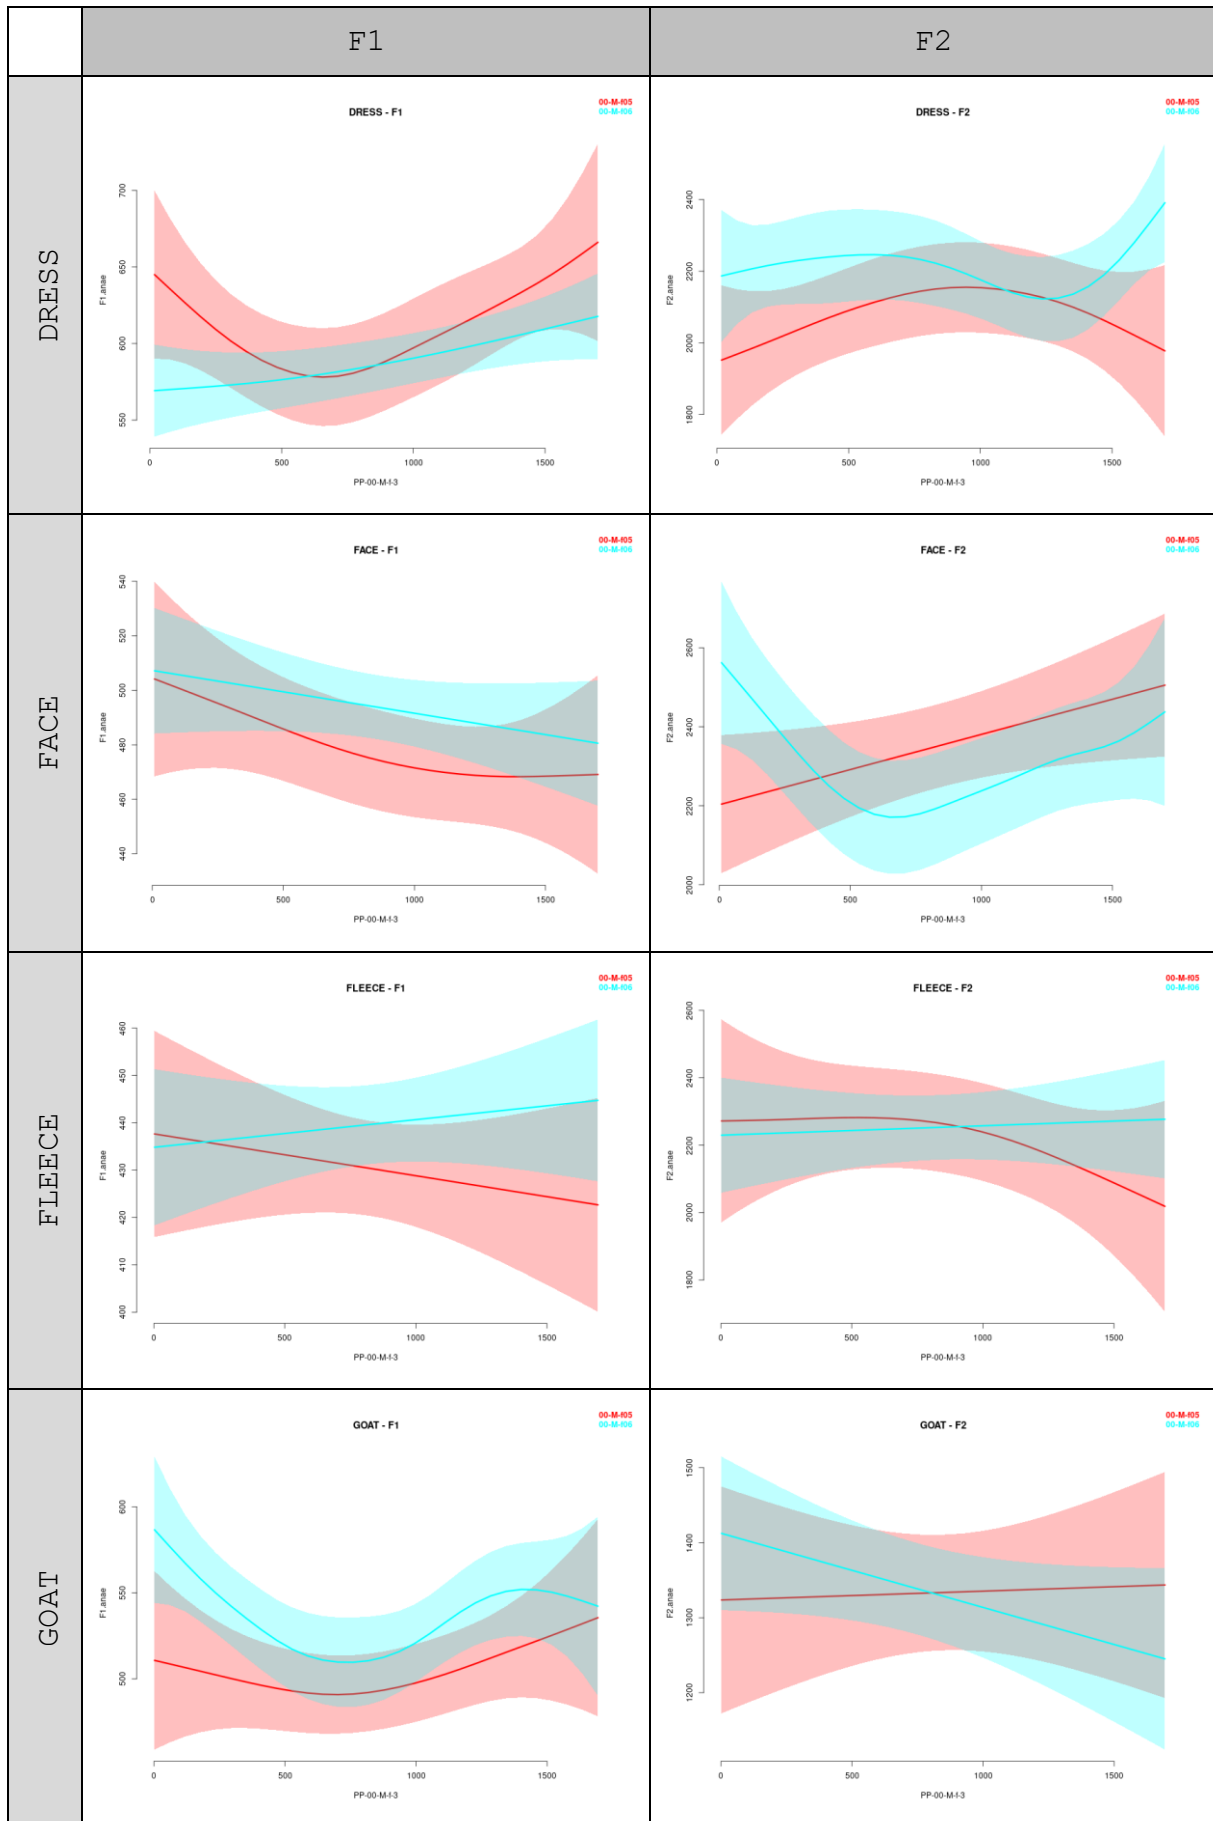 F1
F2
DRESS
DRESS - F1
00-M-f05
00-M-f06
F1.anae
700
650
600
550
0
500
1000
1500
PP-00-M-f-3
DRESS - F2
00-M-f05
00-M-f06
F2.anae
2400
2200
2000
1800
0
500
1000
1500
PP-00-M-f-3
FACE
FACE - F1
00-M-f05
00-M-f06
F1.anae
540
520
500
480
460
440
0
500
1000
1500
PP-00-M-f-3
FACE - F2
00-M-f05
00-M-f06
F2.anae
2600
2400
2200
2000
0
500
1000
1500
PP-00-M-f-3
FLEECE
FLEECE - F1
00-M-f05
00-M-f06
F1.anae
460
450
440
430
420
410
400
0
500
1000
1500
PP-00-M-f-3
FLEECE - F2
00-M-f05
00-M-f06
F2.anae
2600
2400
2200
2000
1800
0
500
1000
1500
PP-00-M-f-3
GOAT
GOAT - F1
00-M-f05
00-M-f06
F1.anae
600
550
500
0
500
1000
1500
PP-00-M-f-3
GOAT - F2
00-M-f05
00-M-f06
F2.anae
1500
1400
1300
1200
0
500
1000
1500
PP-00-M-f-3